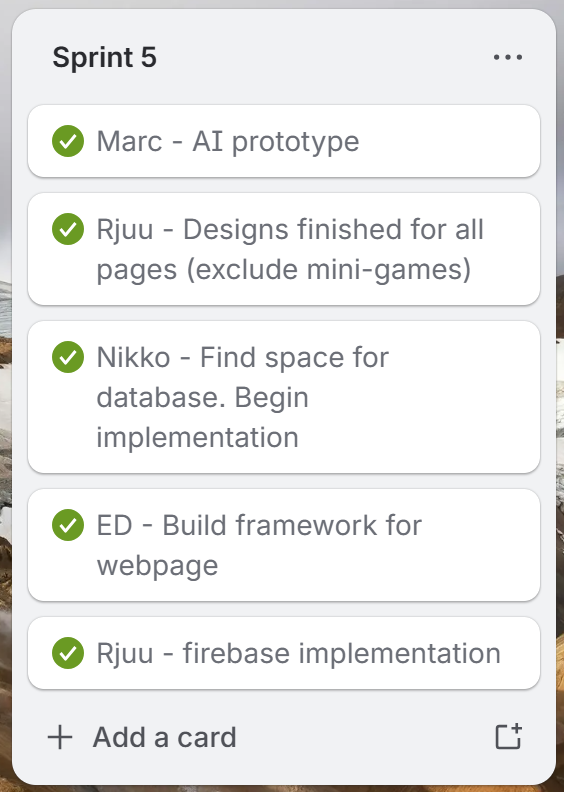 Sprint 5
Marc - AI prototype
Rjuu - Designs finished for all
pages (exclude mini-games)
Nikko - Find space for
database. Begin
implementation
ED - Build framework for
webpage
Rjuu - firebase implementation
Add a card